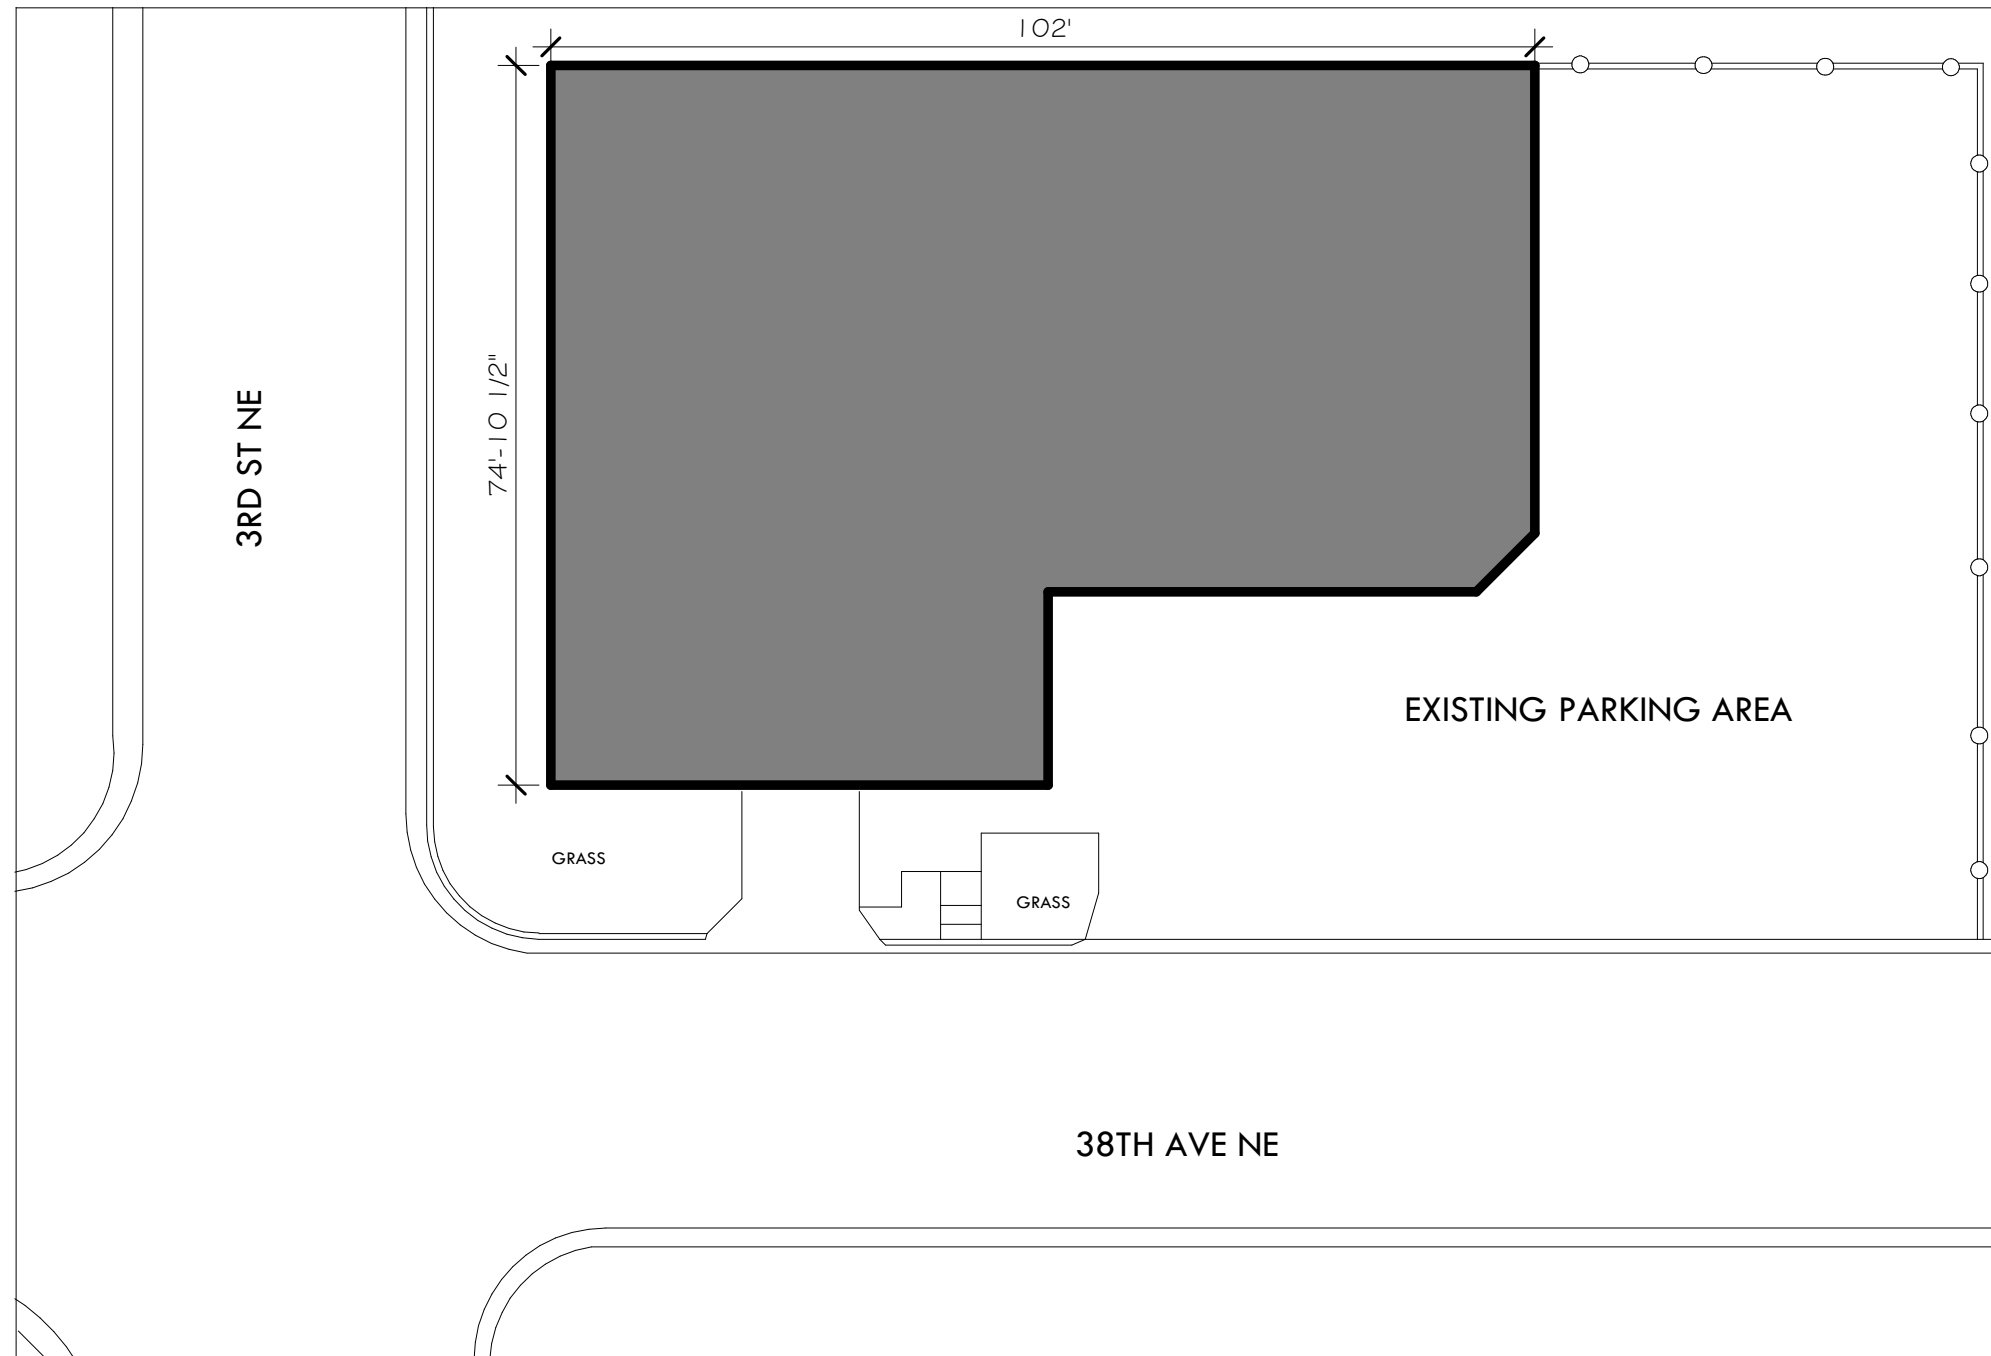 102'
74'-10 1/2"
3RD ST NE
EXISTING PARKING AREA
GRASS
GRASS
38TH AVE NE